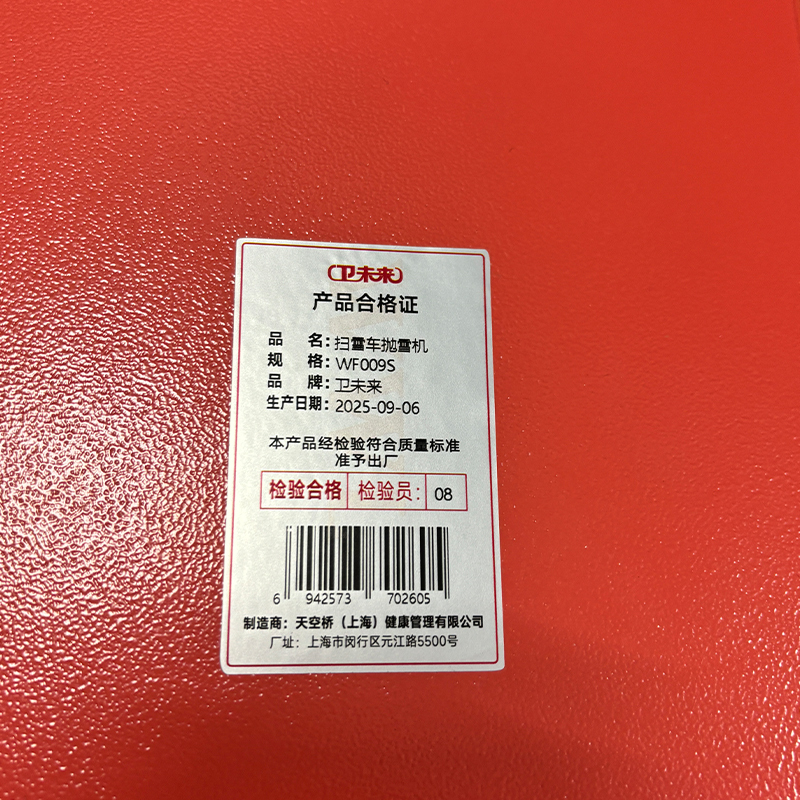 卫未来
产品合格证
品 名：扫雪车抛雪机
规 格：WF009S
品 牌：卫未来
生产日期：2025-09-06
本产品经检验符合质量标准
准予出厂
检验合格 检验员： 08
6 942573 702605
制造商：天空桥（上海）健康管理有限公司
厂址：上海市闵行区元江路5500号